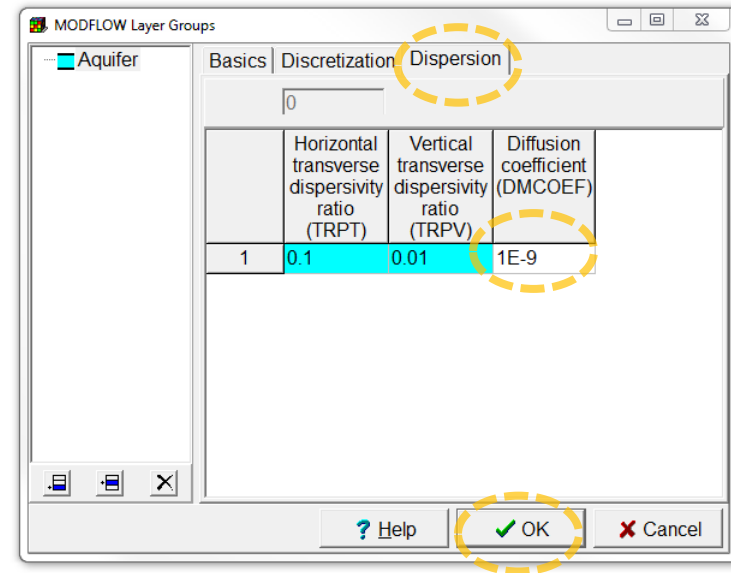 MODFLOW Layer Groups
Aquifer
Basics Discretization Dispersion
0
Horizontal transverse dispersivity ratio (TRPT)
Vertical transverse dispersivity ratio (TRPV)
Diffusion coefficient (DMCOEF)
1 0.1 0.01 1E-9
? Help
OK
Cancel